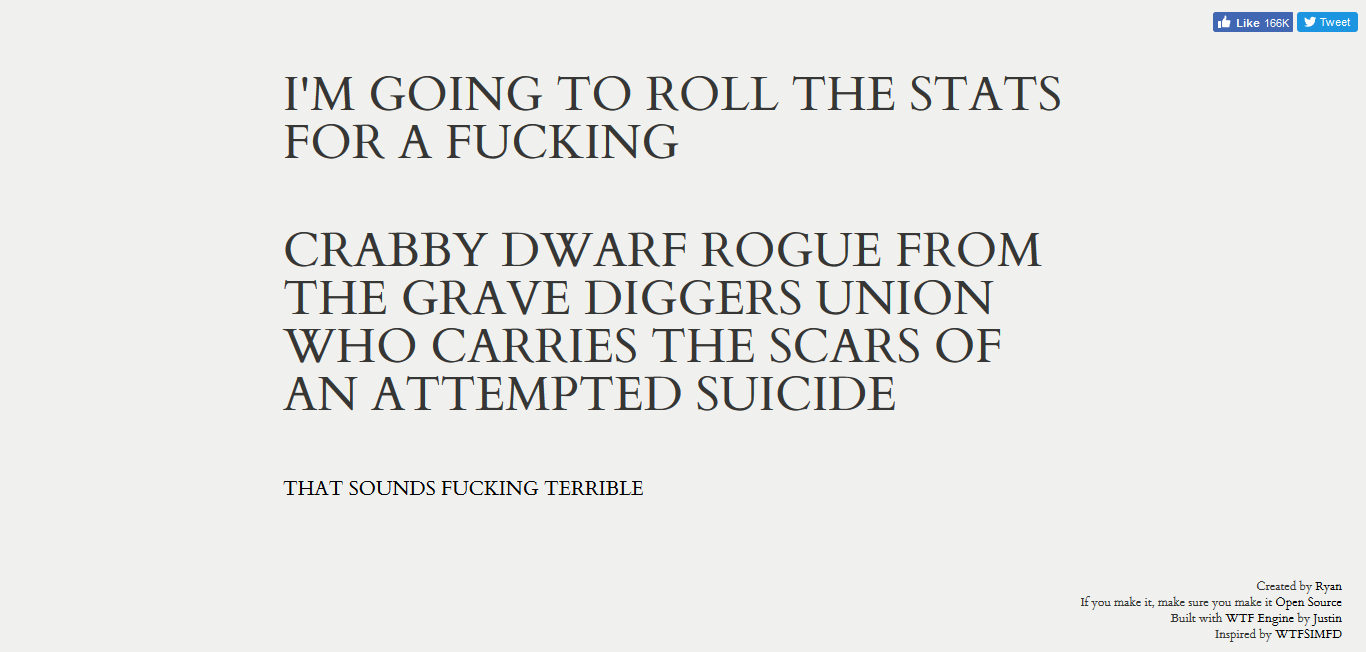 Like 166K Tweet
I'M GOING TO ROLL THE STATS
FOR A FUCKING
CRABBY DWARF ROGUE FROM
THE GRAVE DIGGERS UNION
WHO CARRIES THE SCARS OF
AN ATTEMPTED SUICIDE
THAT SOUNDS FUCKING TERRIBLE
Created by Ryan
If you make it, make sure you make it Open Source
Built with WTF Engine by Justin
Inspired by WTFSIMFD